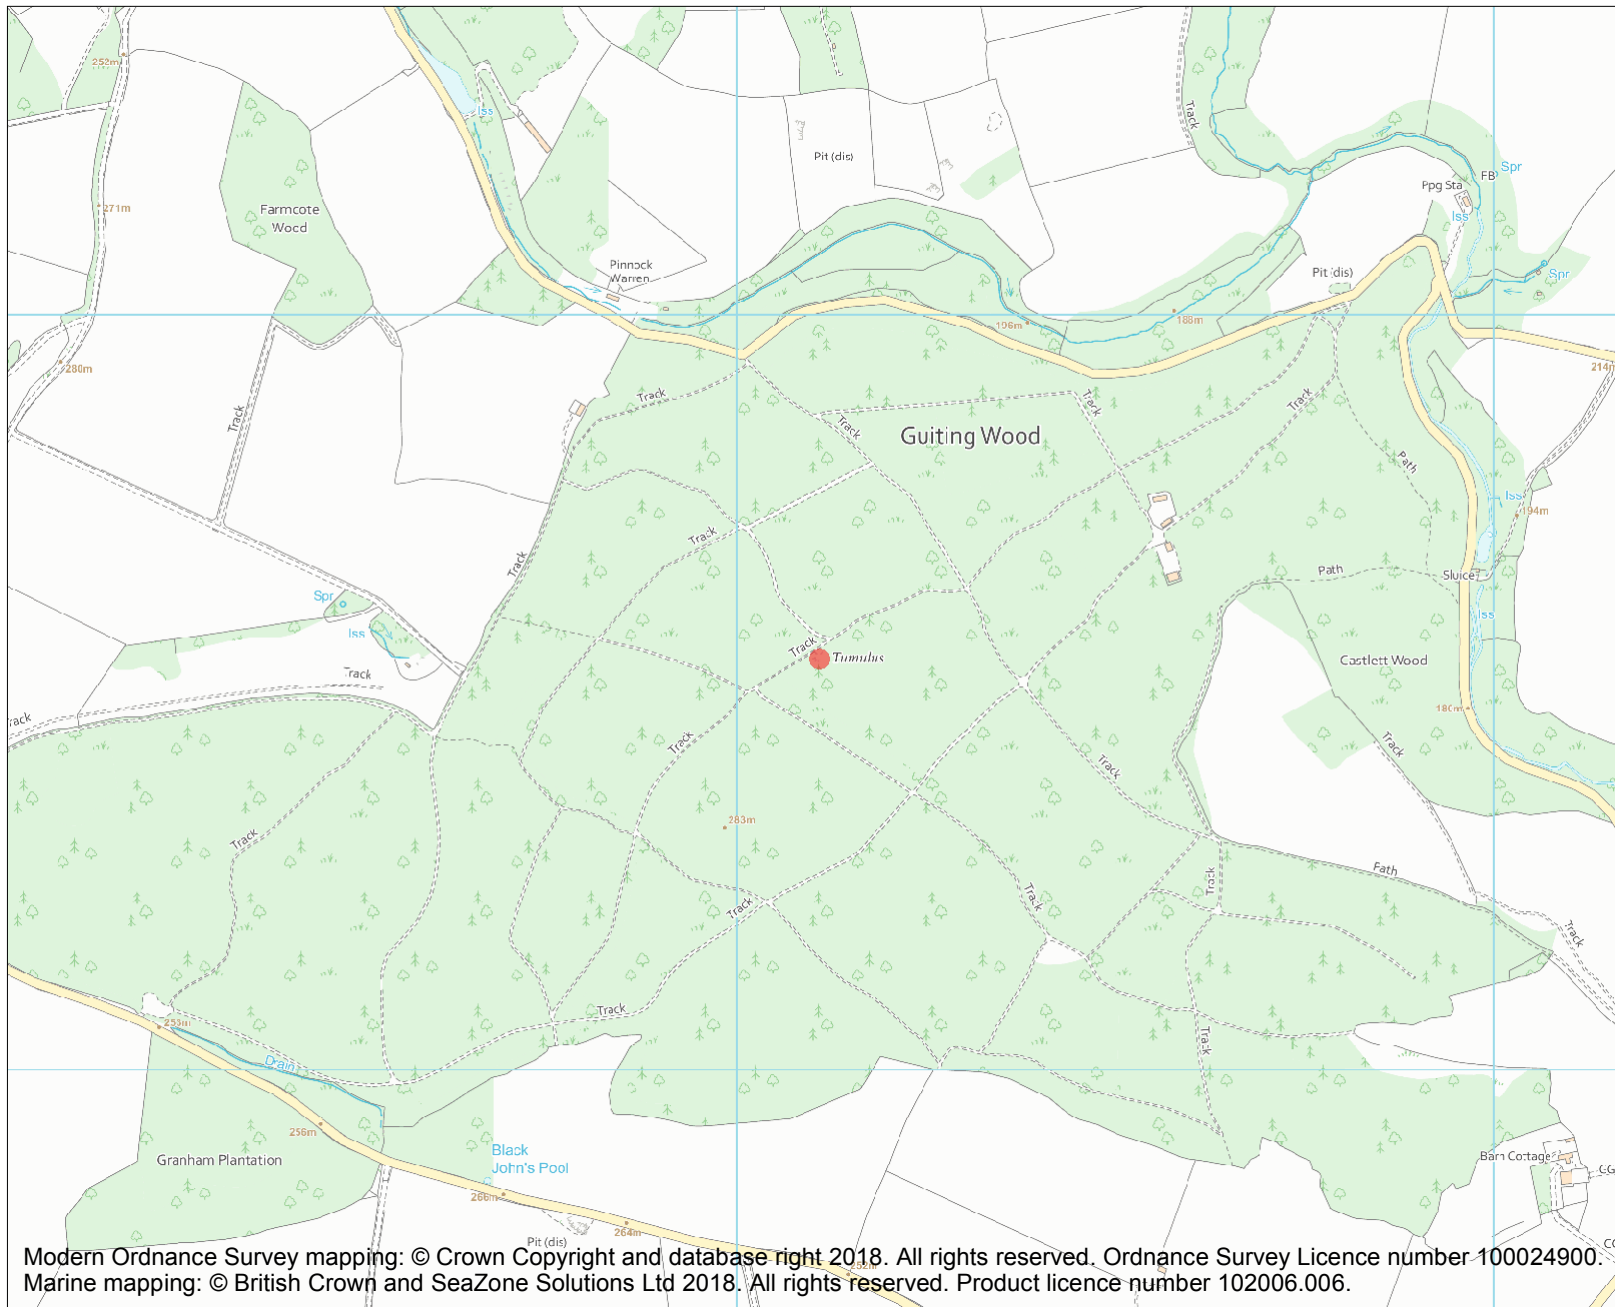 252m
Iss
Track
Pit (dis)
Spr
FB
Ppg Sta
Iss
271m
Farmcote
Wood
Pinnock
Warren
Pit (dis)
Spr
196m
188m
280m
214m
Track
Track
Track
Track
Track
Track
Guiting Wood
Path
Iss
194m
Track
Track
Path
Sluice
Spr
Iss
Iss
Track
Tumulus
Castlett Wood
Track
Track
180m
Track
Track
Track
283m
Track
Path
Track
Track
Track
Track
Track
253m
Drain
Track
256m
Granham Plantation
Black
John's Pool
Barn Cottage
CG
266m
264m
Pit (dis)
252m
Modern Ordnance Survey mapping: © Crown Copyright and database right 2018. All rights reserved. Ordnance Survey Licence number 100024900.
Marine mapping: © British Crown and SeaZone Solutions Ltd 2018. All rights reserved. Product licence number 102006.006.